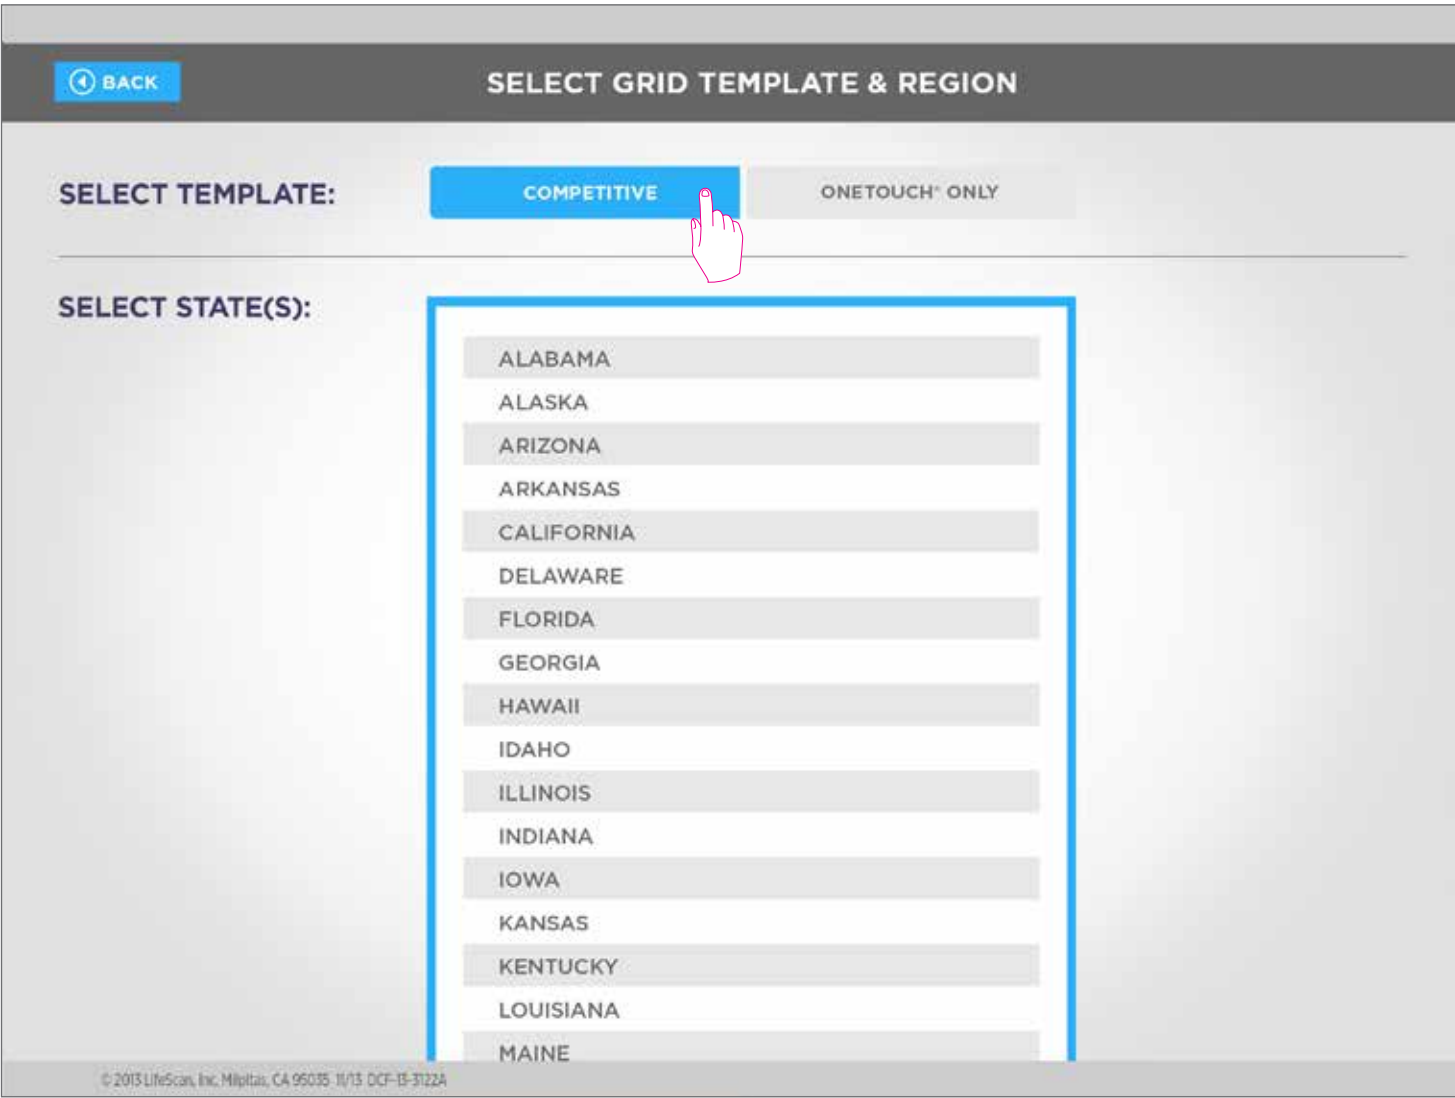 BACK
SELECT GRID TEMPLATE & REGION
SELECT TEMPLATE:
COMPETITIVE
ONETOUCH® ONLY
SELECT STATE(S):
ALABAMA
ALASKA
ARIZONA
ARKANSAS
CALIFORNIA
DELAWARE
FLORIDA
GEORGIA
HAWAII
IDAHO
ILLINOIS
INDIANA
IOWA
KANSAS
KENTUCKY
LOUISIANA
MAINE
© 2013 LifeScan, Inc. Milpitas, CA 95035 11/13 DCF-13-3122A